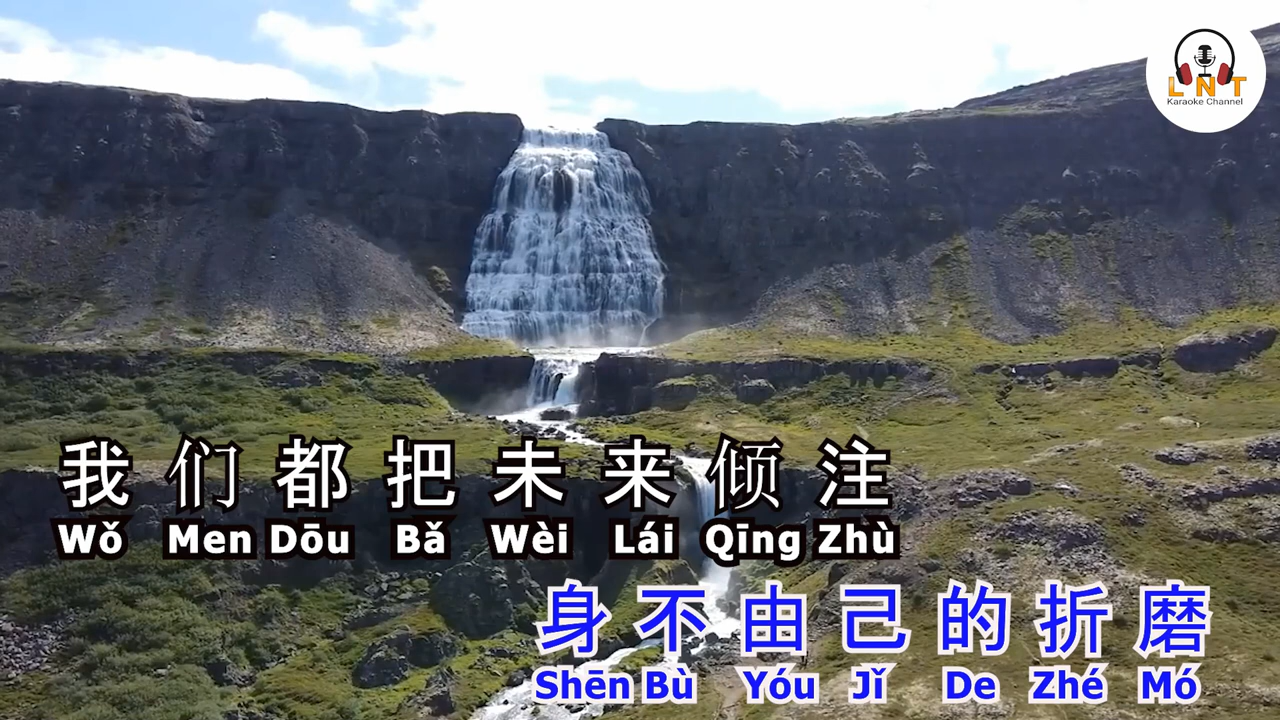 L N T
Karaoke Channel
我 们 都 把 未 来 倾 注
Wǒ Men Dōu Bǎ Wèi Lái Qīng Zhù
身 不 由 己 的 折 磨
Shēn Bù Yóu Jǐ De Zhé Mó